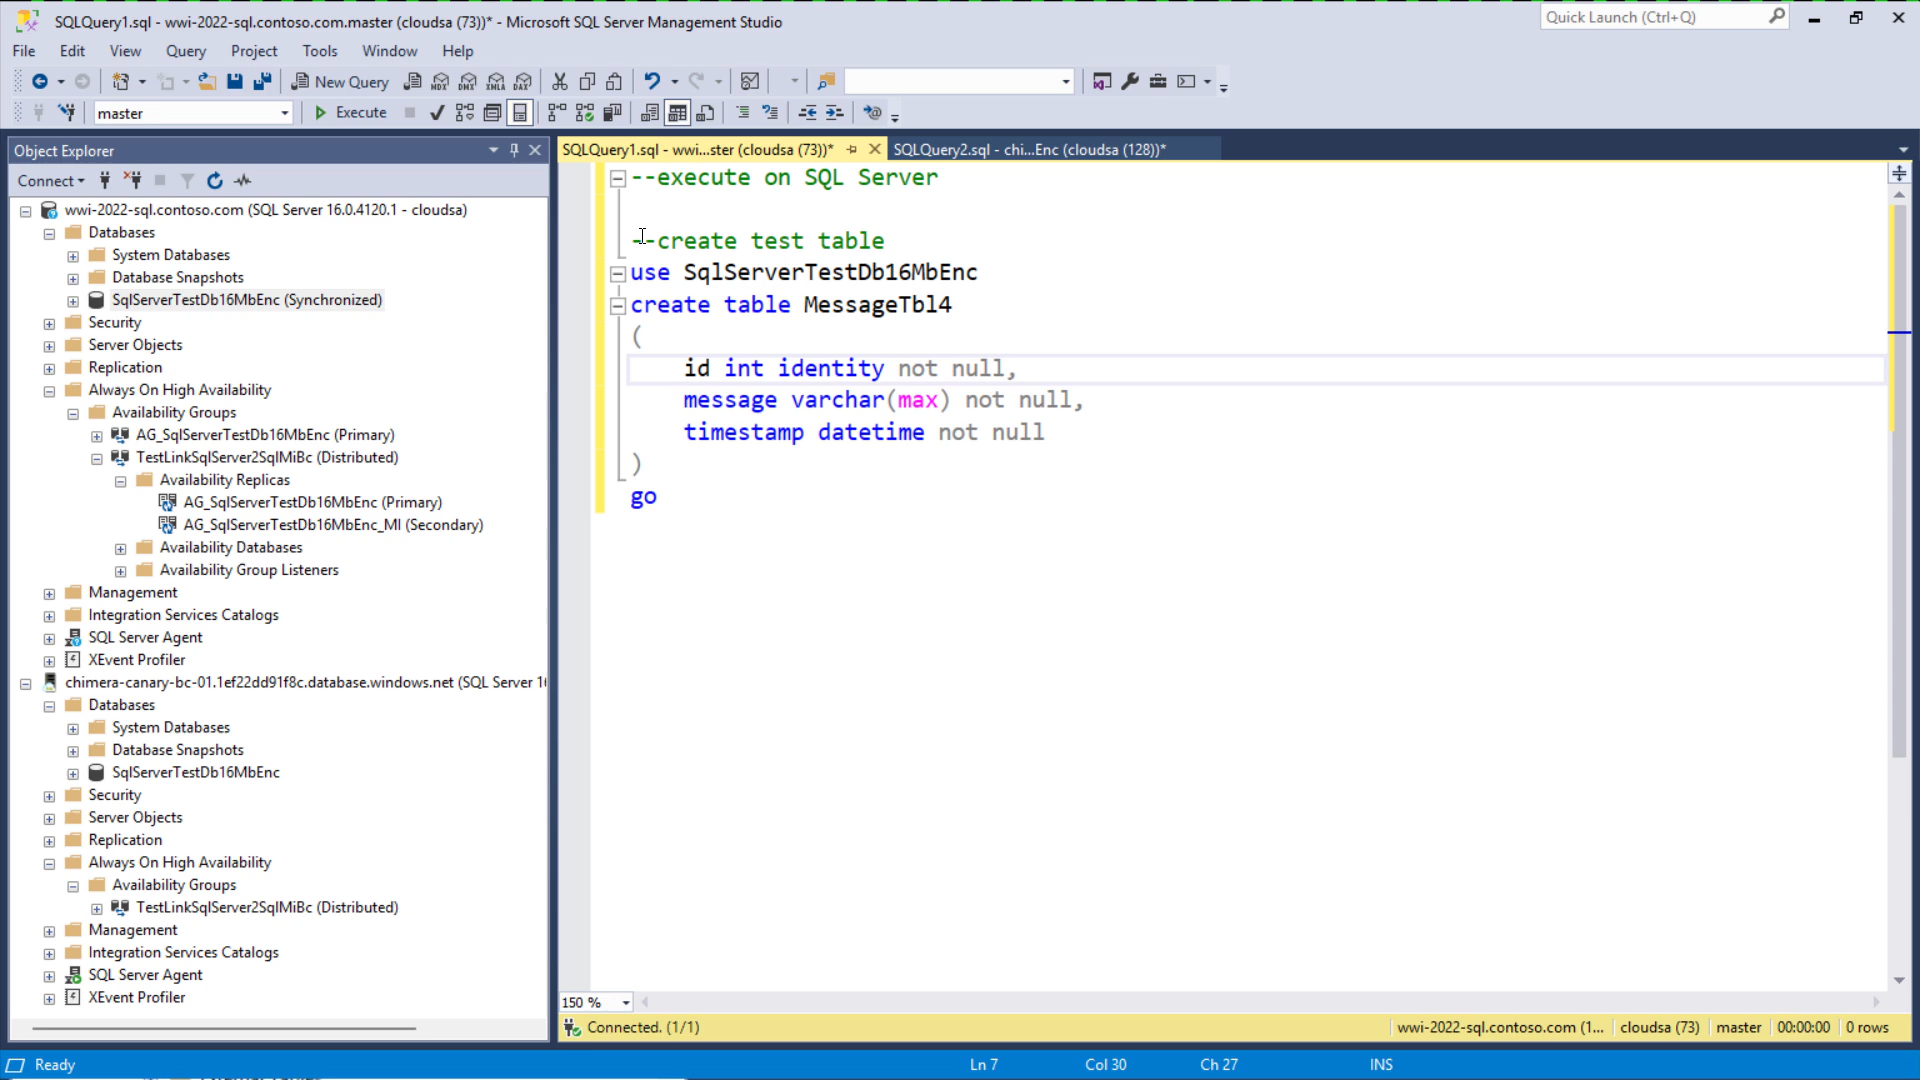 SQLQuery1.sql - wwi-2022-sql.contoso.com.master (cloudsa (73))* - Microsoft SQL Server Management Studio
Quick Launch (Ctrl+Q)
File Edit View Query Project Tools Window Help
New Query
MDX DMX XMLA DAX
master
Execute
Object Explorer
Connect
wwi-2022-sql.contoso.com (SQL Server 16.0.4120.1 - cloudsa)
Databases
System Databases
Database Snapshots
SqlServerTestDb16MbEnc (Synchronized)
Security
Server Objects
Replication
Always On High Availability
Availability Groups
AG_SqlServerTestDb16MbEnc (Primary)
TestLinkSqlServer2SqlMiBc (Distributed)
Availability Replicas
AG_SqlServerTestDb16MbEnc (Primary)
AG_SqlServerTestDb16MbEnc_MI (Secondary)
Availability Databases
Availability Group Listeners
Management
Integration Services Catalogs
SQL Server Agent
XEvent Profiler
chimera-canary-bc-01.1ef22dd91f8c.database.windows.net (SQL Server 1
Databases
System Databases
Database Snapshots
SqlServerTestDb16MbEnc
Security
Server Objects
Replication
Always On High Availability
Availability Groups
TestLinkSqlServer2SqlMiBc (Distributed)
Management
Integration Services Catalogs
SQL Server Agent
XEvent Profiler
SQLQuery1.sql - wwi...ster (cloudsa (73))*
SQLQuery2.sql - chi...Enc (cloudsa (128))*
--execute on SQL Server
--create test table
use SqlServerTestDb16MbEnc
create table MessageTbl4
(
id int identity not null,
message varchar(max) not null,
timestamp datetime not null
)
go
150 %
Connected. (1/1)
wwi-2022-sql.contoso.com (1... cloudsa (73) master 00:00:00 0 rows
Ready
Ln 7 Col 30 Ch 27 INS